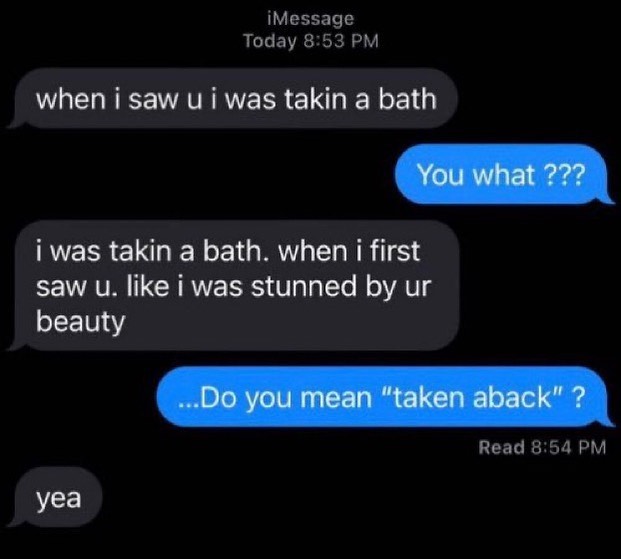 iMessage
Today 8:53 PM
when i saw u i was takin a bath
You what ???
i was takin a bath. when i first
saw u. like i was stunned by ur
beauty
...Do you mean “taken aback” ?
Read 8:54 PM
yea